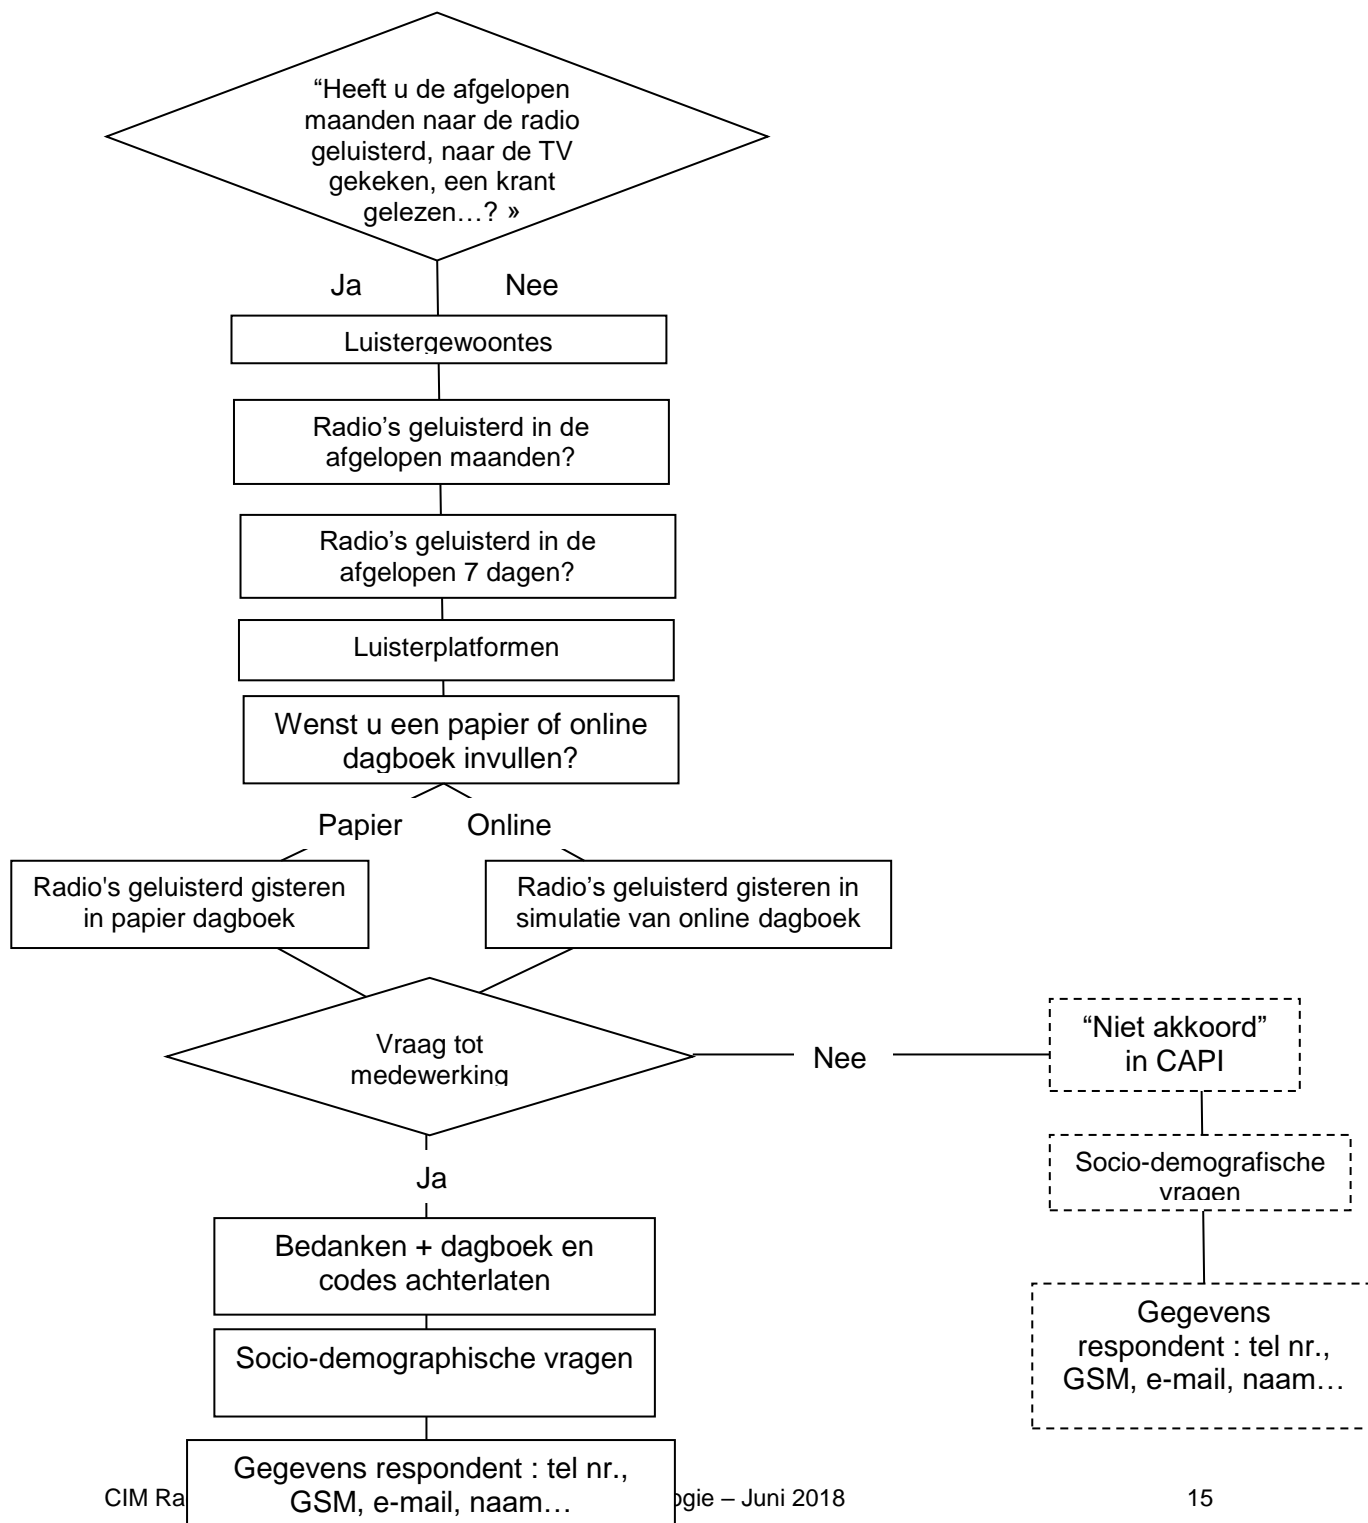 “Heeft u de afgelopen
maanden naar de radio
geluisterd, naar de TV
gekeken, een krant
gelezen…? »
Ja Nee
Luistergewoontes
Radio’s geluisterd in de
afgelopen maanden?
Radio’s geluisterd in de
afgelopen 7 dagen?
Luisterplatformen
Wenst u een papier of online
dagboek invullen?
Papier Online
Radio's geluisterd gisteren
in papier dagboek
Radio’s geluisterd gisteren in
simulatie van online dagboek
Vraag tot
medewerking
Nee
“Niet akkoord”
in CAPI
Socio-demografische
vragen
Gegevens
respondent : tel nr.,
GSM, e-mail, naam…
Ja
Bedanken + dagboek en
codes achterlaten
Socio-demographische vragen
Gegevens respondent : tel nr.,
GSM, e-mail, naam…
CIM Ra ogie – Juni 2018 15